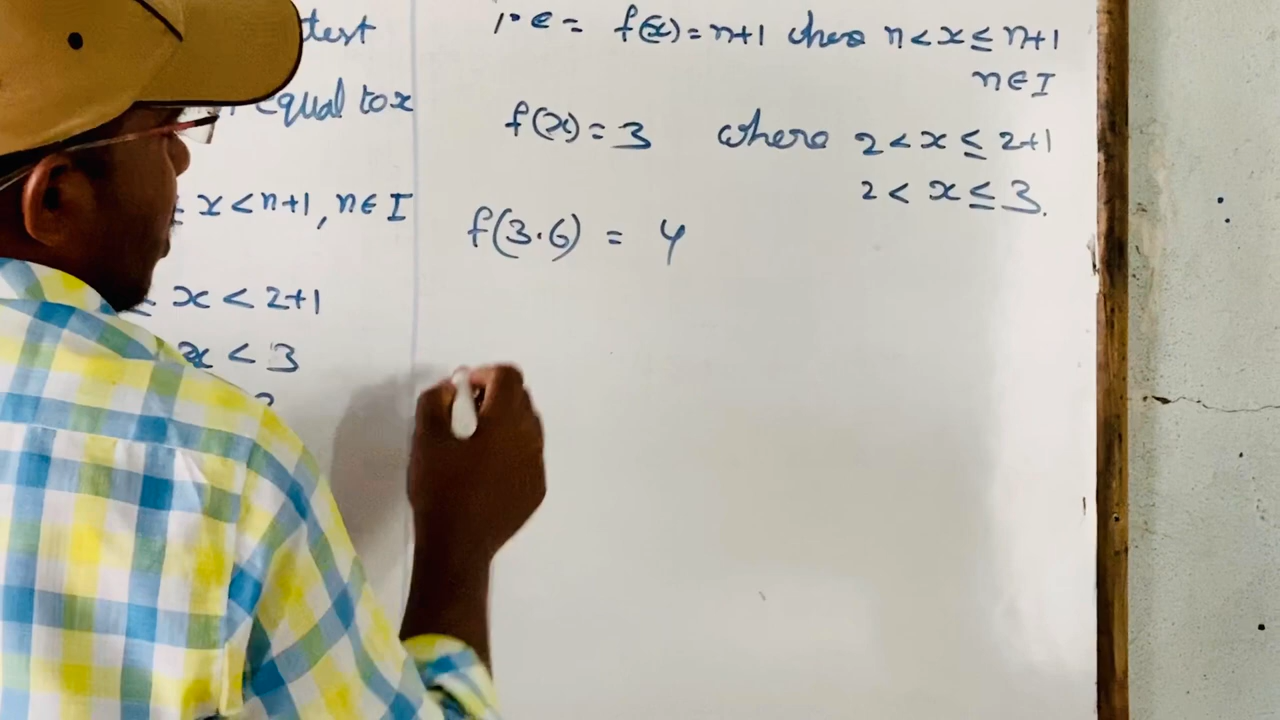 test
equal to x
x < n+1, n ∈ I
x < 2+1
x < 3
i.e = f(x) = n+1 where n < x ≤ n+1
n ∈ I
f(x) = 3 where 2 < x ≤ 2+1
2 < x ≤ 3.
f(3.6) = 4